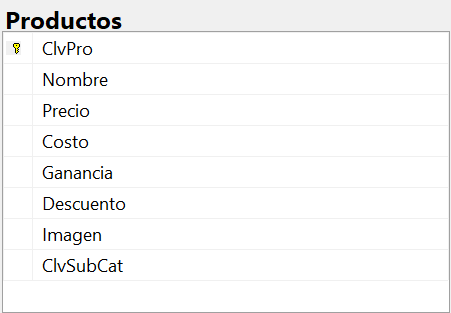 Productos
ClvPro
Nombre
Precio
Costo
Ganancia
Descuento
Imagen
ClvSubCat